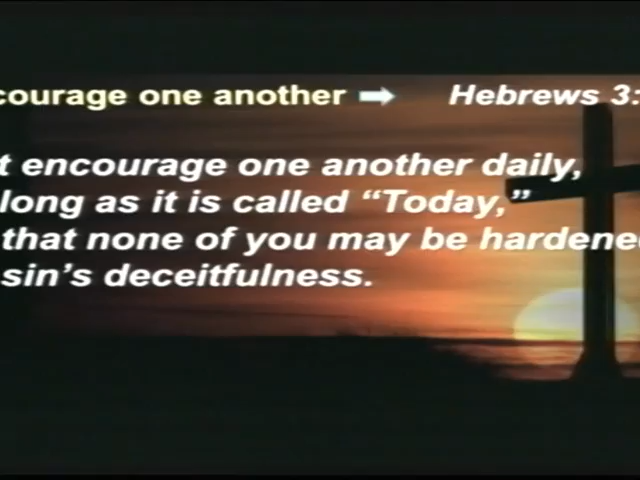 courage one another ➡ Hebrews 3:
t encourage one another daily,
long as it is called “Today,”
that none of you may be hardene
sin’s deceitfulness.